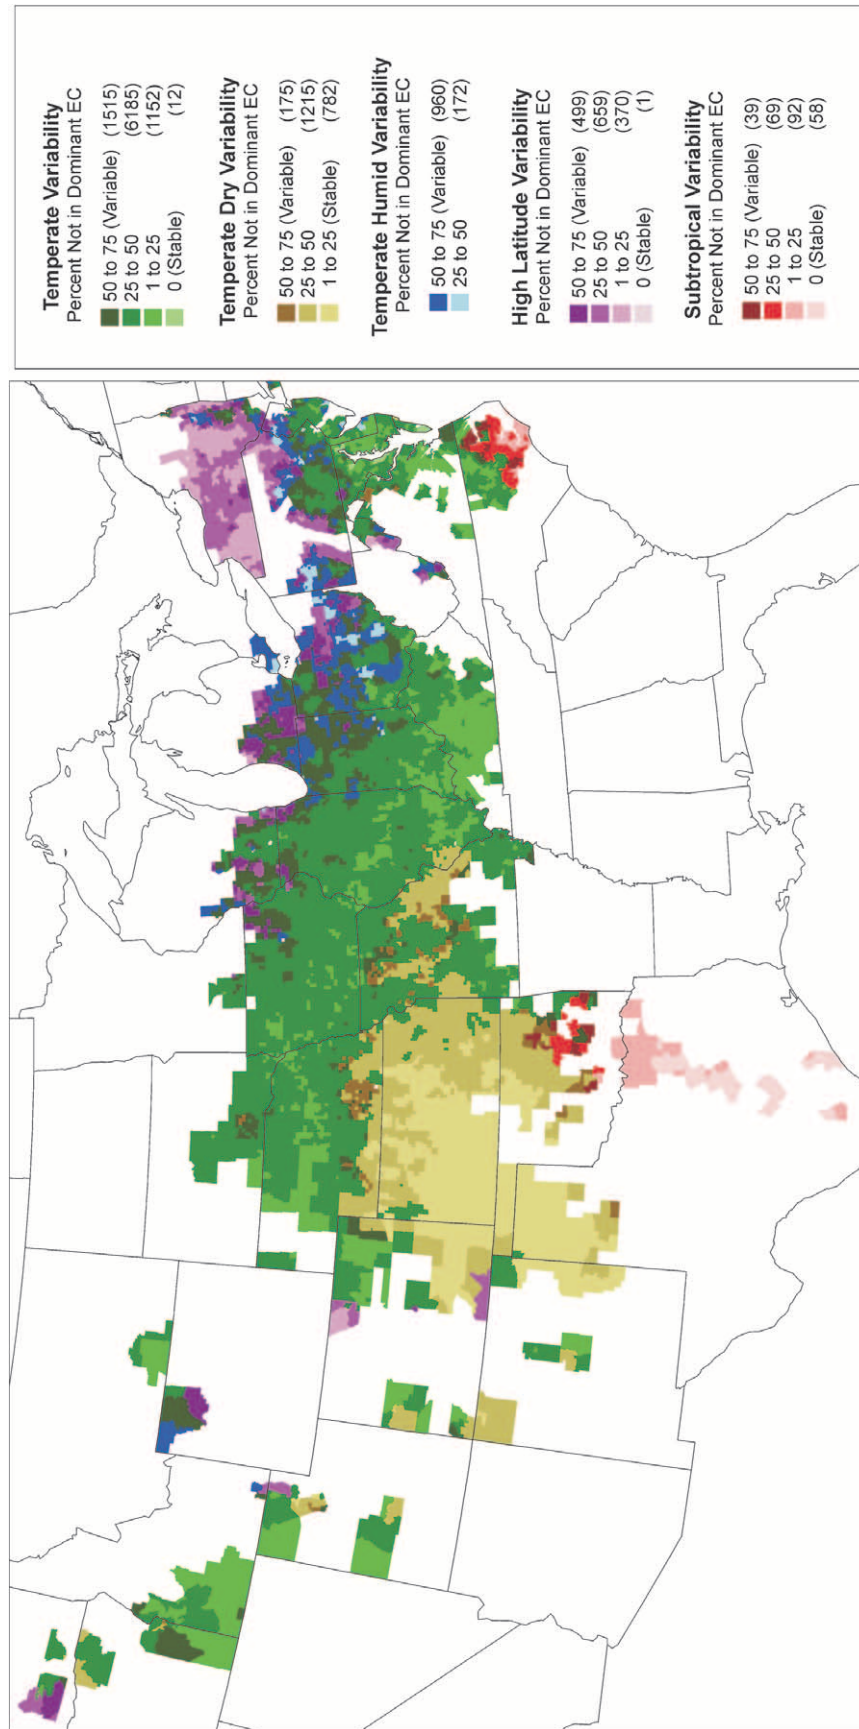 Temperate Variability
Percent Not in Dominant EC
50 to 75 (Variable) (1515)
25 to 50 (6185)
1 to 25 (1152)
0 (Stable) (12)
Temperate Dry Variability
Percent Not in Dominant EC
50 to 75 (Variable) (175)
25 to 50 (1215)
1 to 25 (Stable) (782)
Temperate Humid Variability
Percent Not in Dominant EC
50 to 75 (Variable) (960)
25 to 50 (172)
High Latitude Variability
Percent Not in Dominant EC
50 to 75 (Variable) (499)
25 to 50 (659)
1 to 25 (370)
0 (Stable) (1)
Subtropical Variability
Percent Not in Dominant EC
50 to 75 (Variable) (39)
25 to 50 (69)
1 to 25 (92)
0 (Stable) (58)